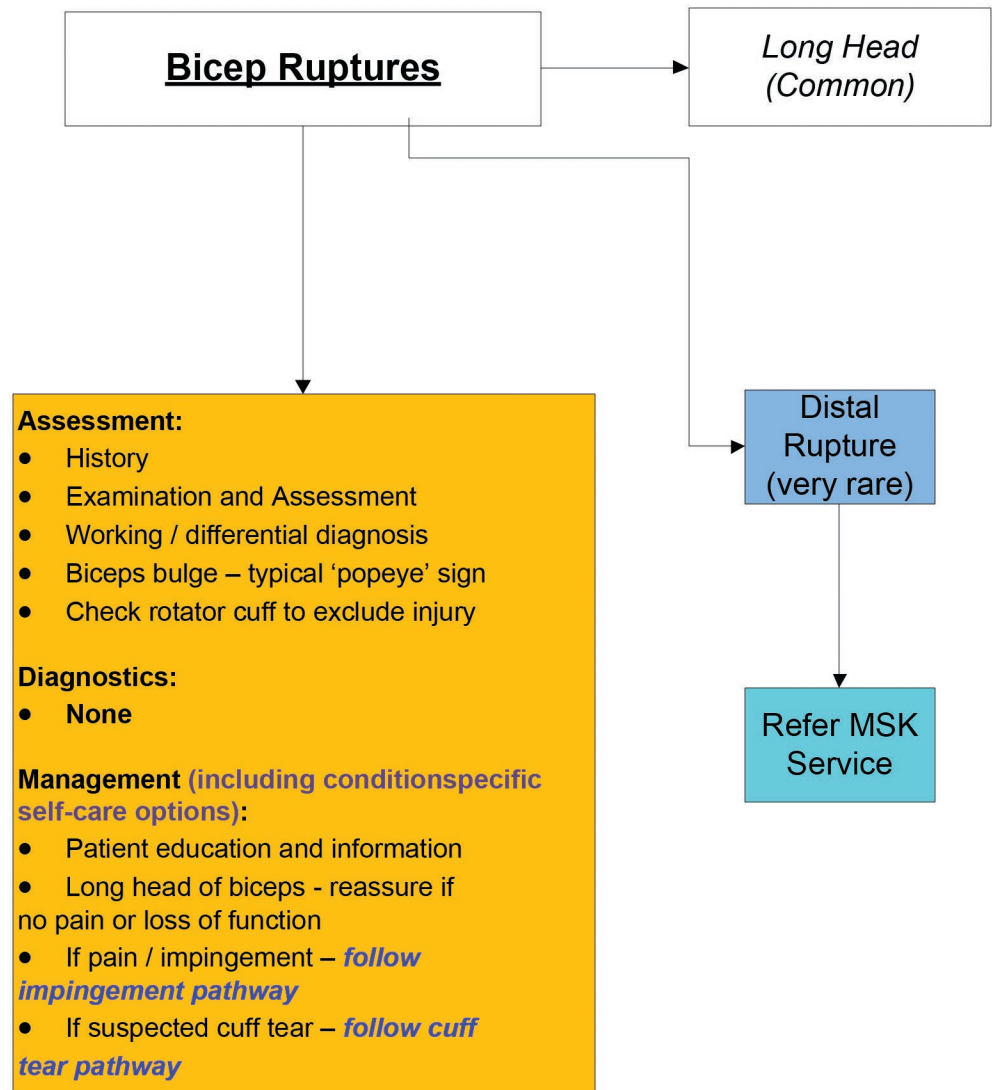 Bicep Ruptures
Long Head
(Common)
Assessment:
● History
● Examination and Assessment
● Working / differential diagnosis
● Biceps bulge – typical ‘popeye’ sign
● Check rotator cuff to exclude injury
Diagnostics:
● None
Management (including conditionspecific
self-care options):
● Patient education and information
● Long head of biceps - reassure if
no pain or loss of function
● If pain / impingement – follow
impingement pathway
● If suspected cuff tear – follow cuff
tear pathway
Distal
Rupture
(very rare)
Refer MSK
Service